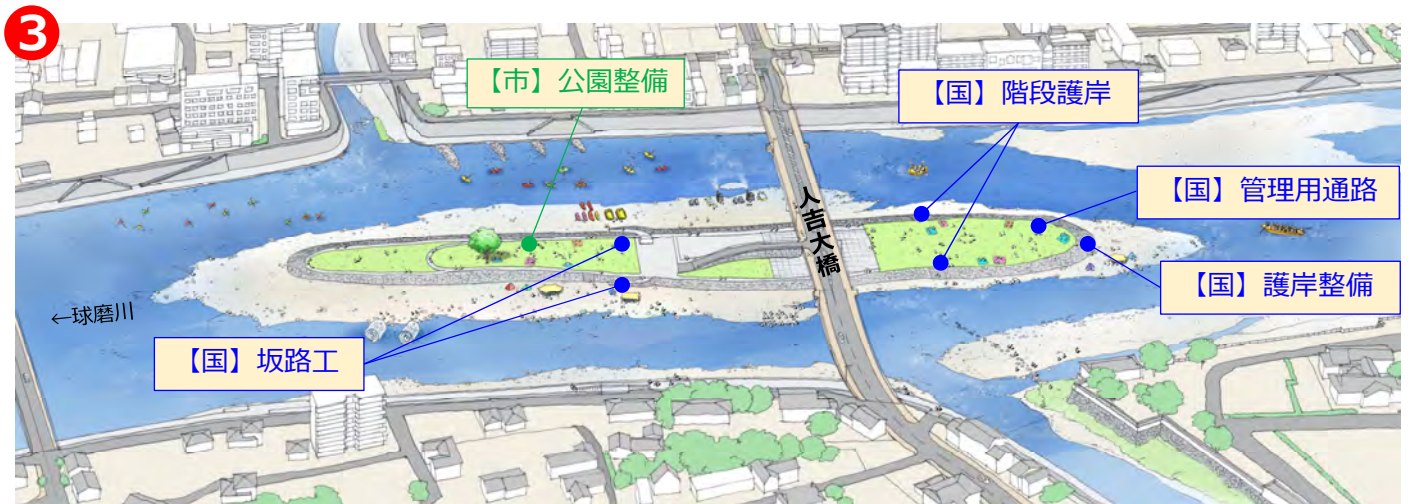 3
【市】公園整備
【国】階段護岸
【国】管理用通路
人吉大橋
【国】護岸整備
←球磨川
【国】坂路工